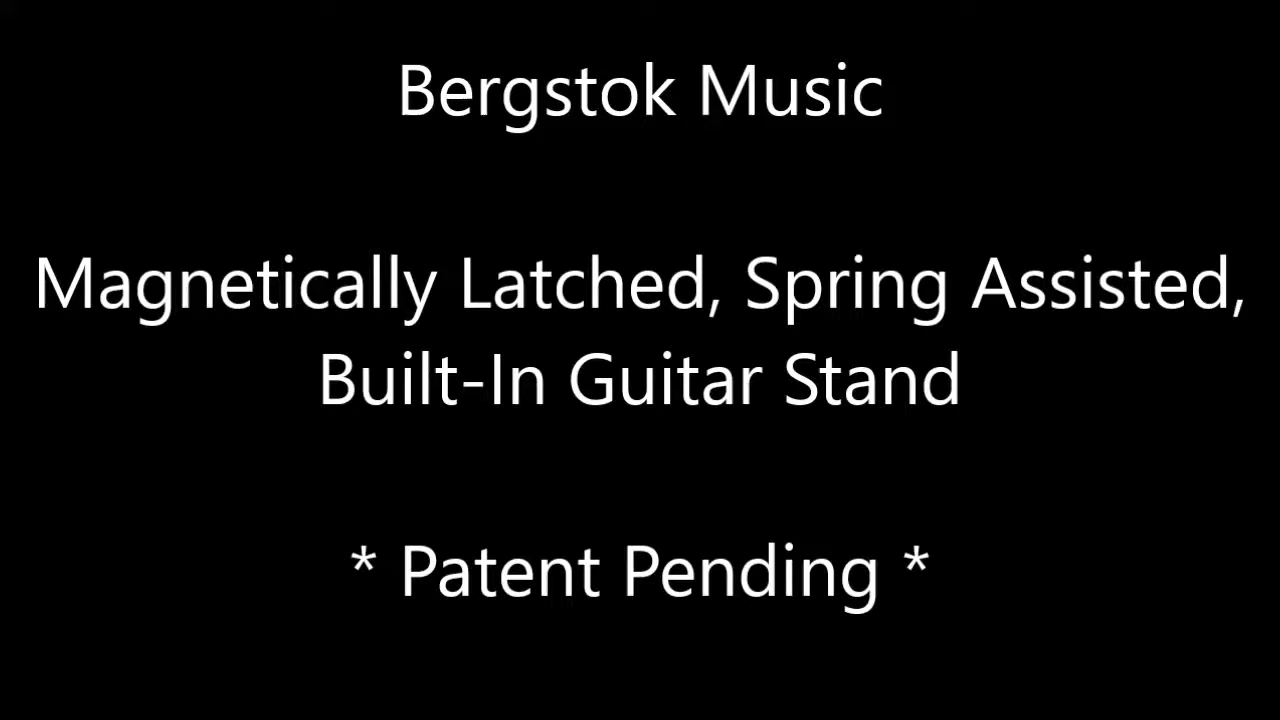 Bergstok Music
Magnetically Latched, Spring Assisted,
Built-In Guitar Stand
* Patent Pending *